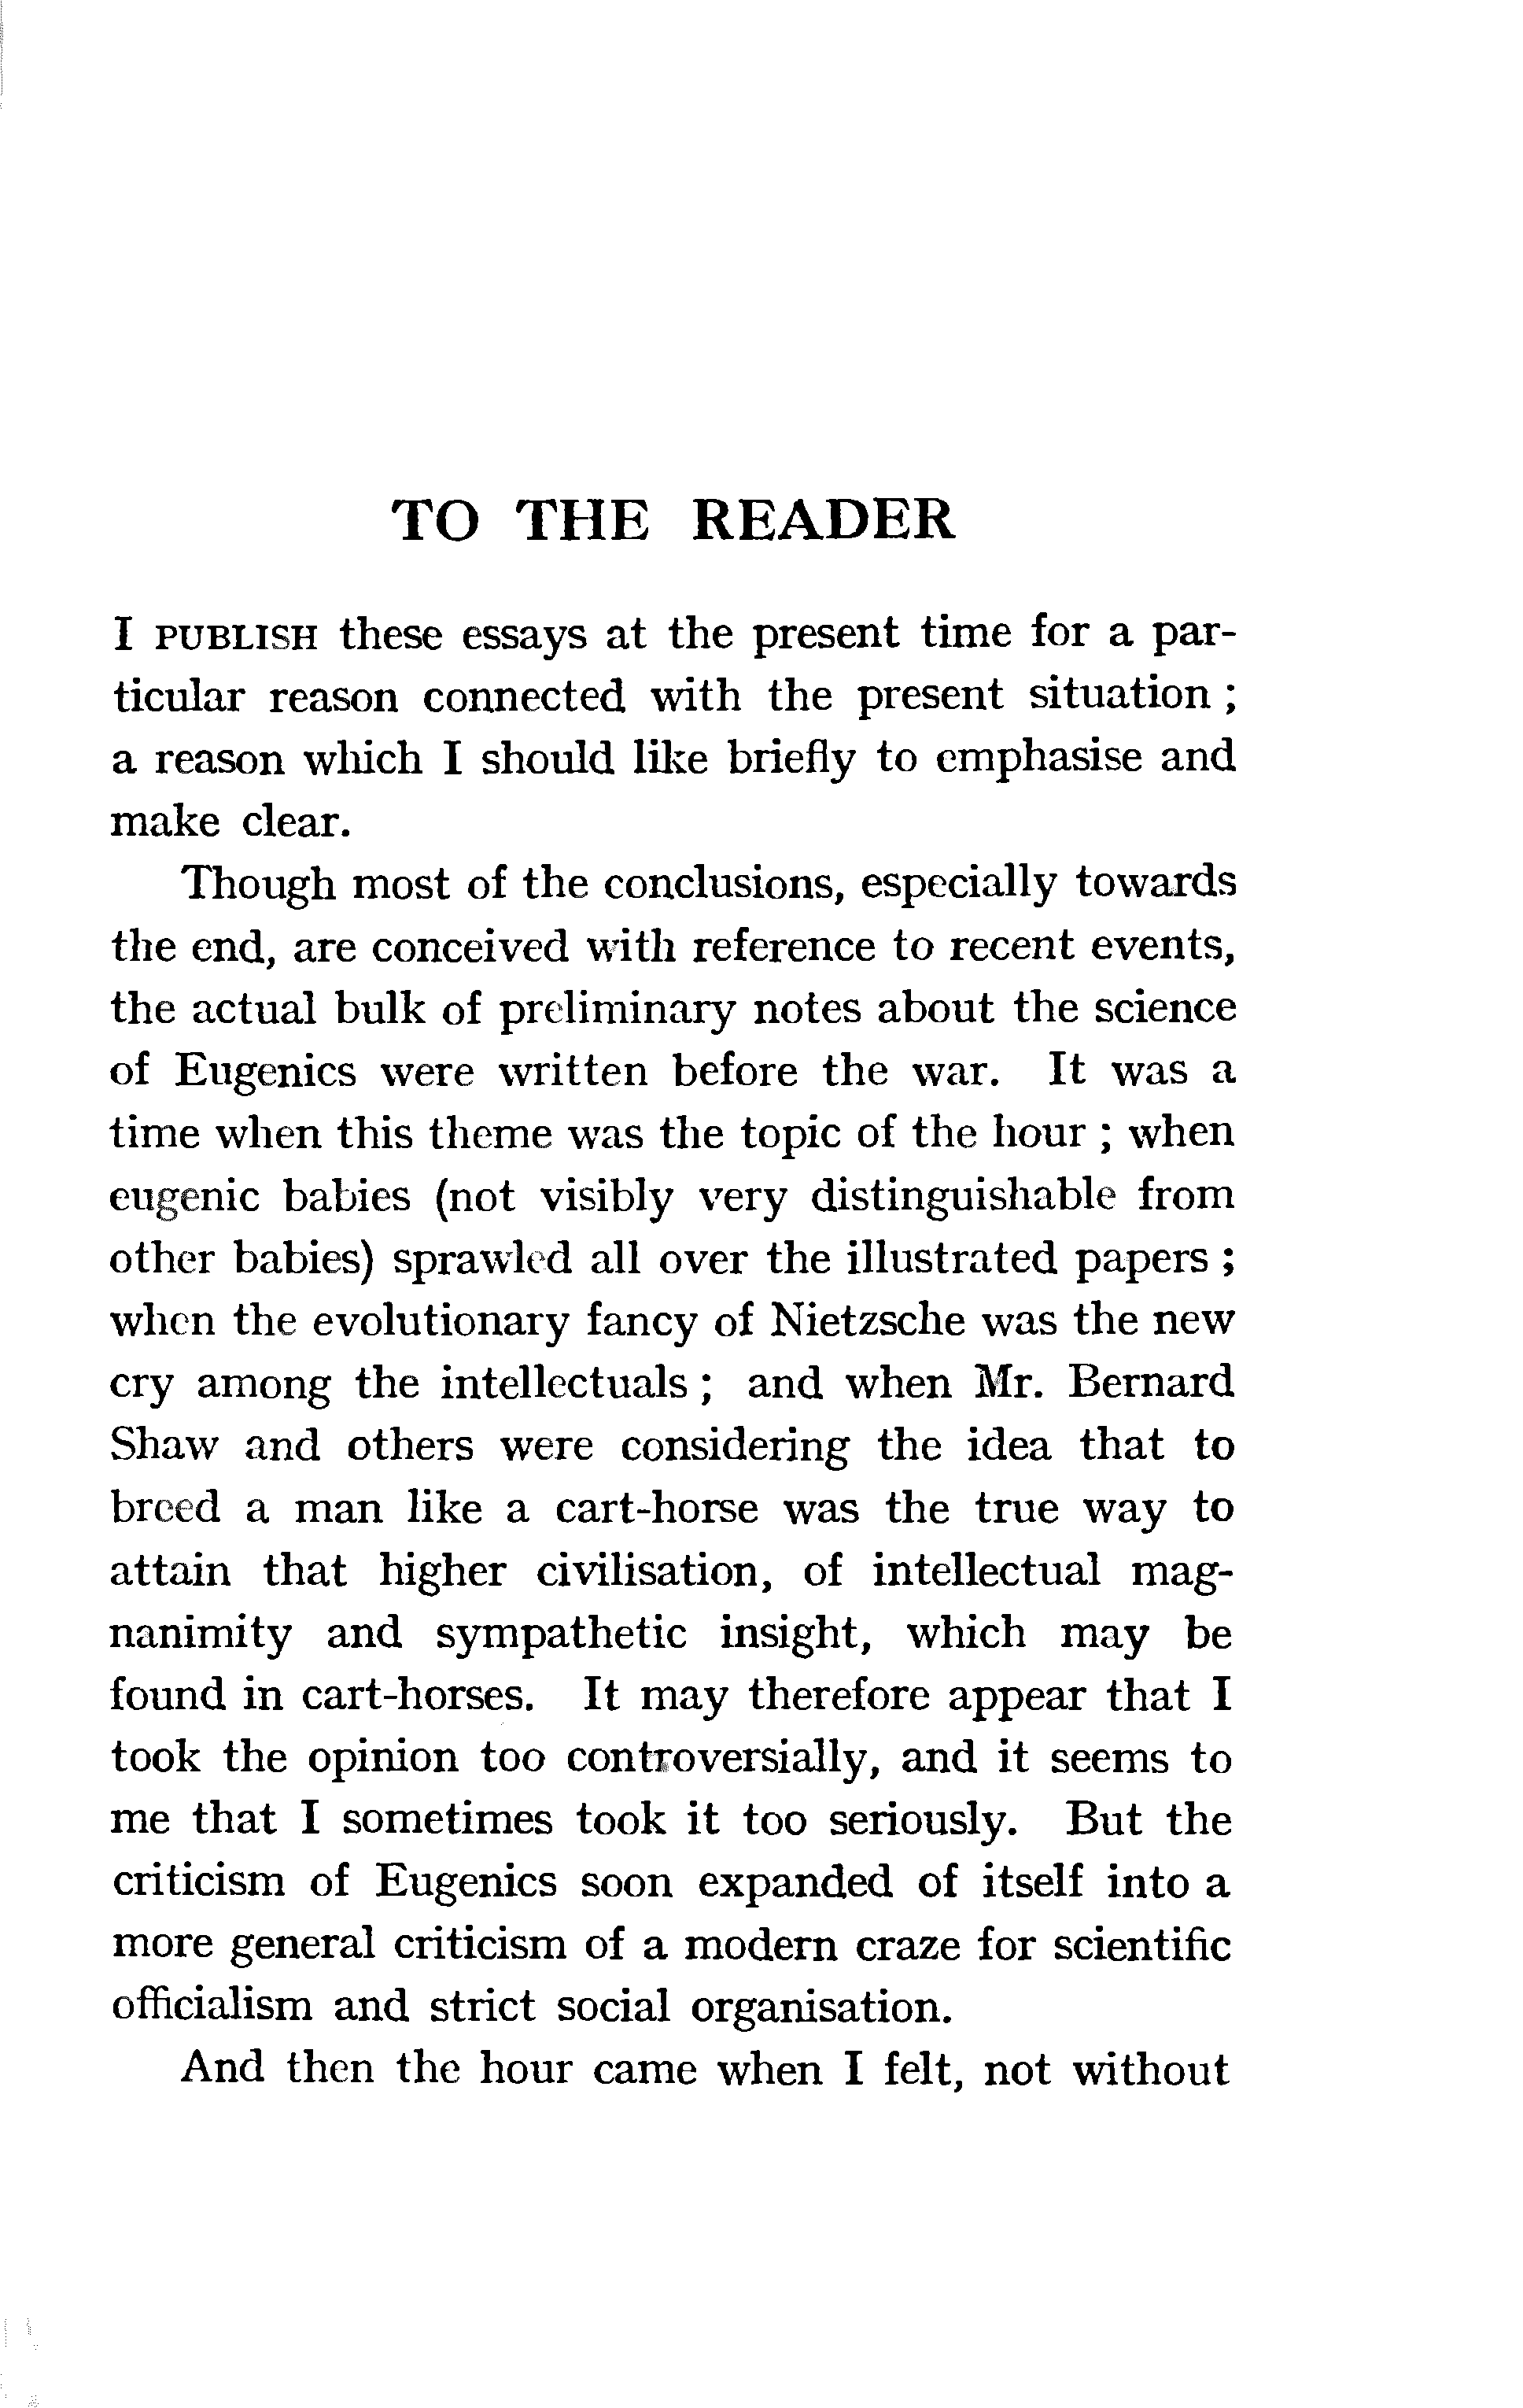 TO THE READER
I PUBLISH these essays at the present time for a par-
ticular reason connected with the present situation ;
a reason which I should like briefly to emphasise and
make clear.
Though most of the conclusions, especially towards
the end, are conceived with reference to recent events,
the actual bulk of preliminary notes about the science
of Eugenics were written before the war. It was a
time when this theme was the topic of the hour ; when
eugenic babies (not visibly very distinguishable from
other babies) sprawled all over the illustrated papers ;
when the evolutionary fancy of Nietzsche was the new
cry among the intellectuals ; and when Mr. Bernard
Shaw and others were considering the idea that to
breed a man like a cart-horse was the true way to
attain that higher civilisation, of intellectual mag-
nanimity and sympathetic insight, which may be
found in cart-horses. It may therefore appear that I
took the opinion too controversially, and it seems to
me that I sometimes took it too seriously. But the
criticism of Eugenics soon expanded of itself into a
more general criticism of a modern craze for scientific
officialism and strict social organisation.
And then the hour came when I felt, not without